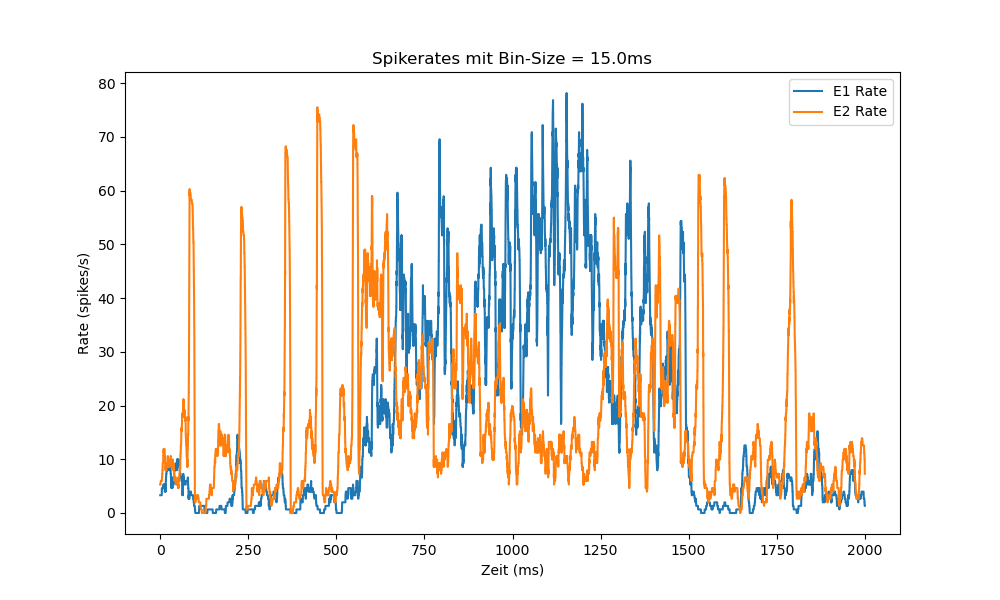 Spikerates mit Bin-Size = 15.0ms
E1 Rate
E2 Rate
Rate (spikes/s)
80
70
60
50
40
30
20
10
0
0 250 500 750 1000 1250 1500 1750 2000
Zeit (ms)